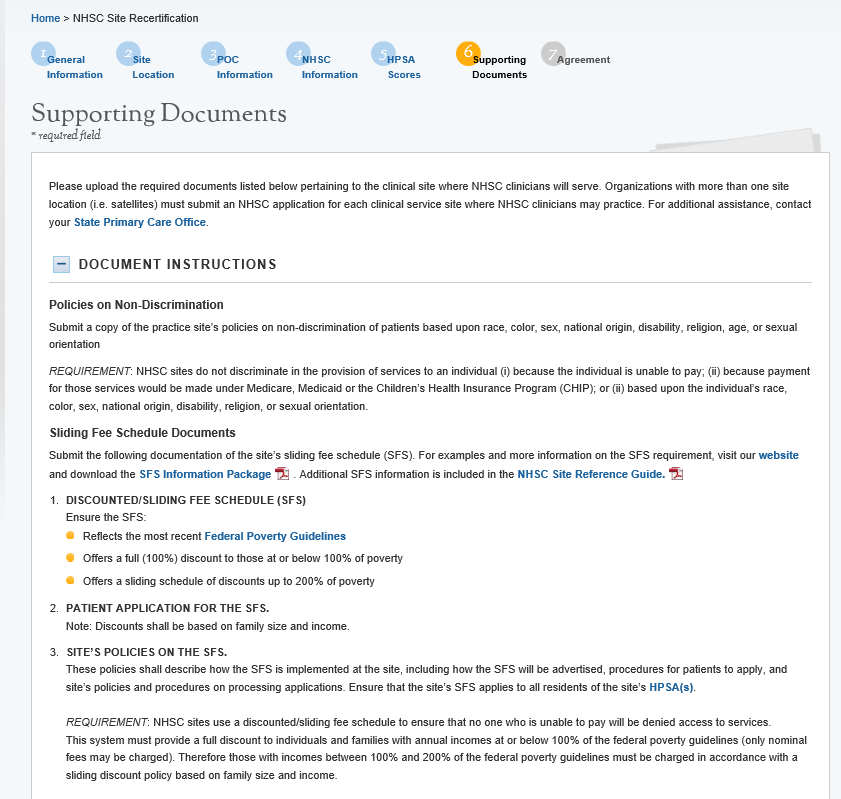 Home > NHSC Site Recertification
1 General Information
2 Site Location
3 POC Information
4 NHSC Information
5 HPSA Scores
6 Supporting Documents
7 Agreement
Supporting Documents
* required field
Please upload the required documents listed below pertaining to the clinical site where NHSC clinicians will serve. Organizations with more than one site
location (i.e. satellites) must submit an NHSC application for each clinical service site where NHSC clinicians may practice. For additional assistance, contact
your State Primary Care Office.
DOCUMENT INSTRUCTIONS
Policies on Non-Discrimination
Submit a copy of the practice site's policies on non-discrimination of patients based upon race, color, sex, national origin, disability, religion, age, or sexual
orientation
REQUIREMENT: NHSC sites do not discriminate in the provision of services to an individual (i) because the individual is unable to pay; (ii) because payment
for those services would be made under Medicare, Medicaid or the Children's Health Insurance Program (CHIP); or (ii) based upon the individual's race,
color, sex, national origin, disability, religion, or sexual orientation.
Sliding Fee Schedule Documents
Submit the following documentation of the site's sliding fee schedule (SFS). For examples and more information on the SFS requirement, visit our website
and download the SFS Information Package . Additional SFS information is included in the NHSC Site Reference Guide.
1. DISCOUNTED/SLIDING FEE SCHEDULE (SFS)
Ensure the SFS:
Reflects the most recent Federal Poverty Guidelines
Offers a full (100%) discount to those at or below 100% of poverty
Offers a sliding schedule of discounts up to 200% of poverty
2. PATIENT APPLICATION FOR THE SFS.
Note: Discounts shall be based on family size and income.
3. SITE'S POLICIES ON THE SFS.
These policies shall describe how the SFS is implemented at the site, including how the SFS will be advertised, procedures for patients to apply, and
site's policies and procedures on processing applications. Ensure that the site's SFS applies to all residents of the site's HPSA(s).
REQUIREMENT: NHSC sites use a discounted/sliding fee schedule to ensure that no one who is unable to pay will be denied access to services.
This system must provide a full discount to individuals and families with annual incomes at or below 100% of the federal poverty guidelines (only nominal
fees may be charged). Therefore those with incomes between 100% and 200% of the federal poverty guidelines must be charged in accordance with a
sliding discount policy based on family size and income.